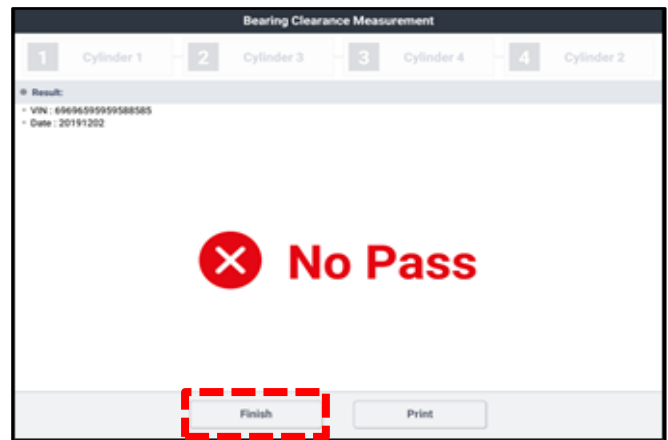 Bearing Clearance Measurement
1 Cylinder 1 2 Cylinder 3 3 Cylinder 4 4 Cylinder 2
Result:
VIN : 69696595959588585
Date : 20191202
No Pass
Finish Print